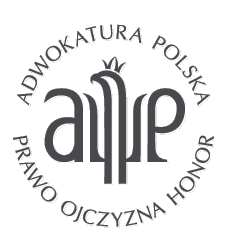 ADWOKATURA POLSKA
ap
PRAWO OJCZYZNA HONOR